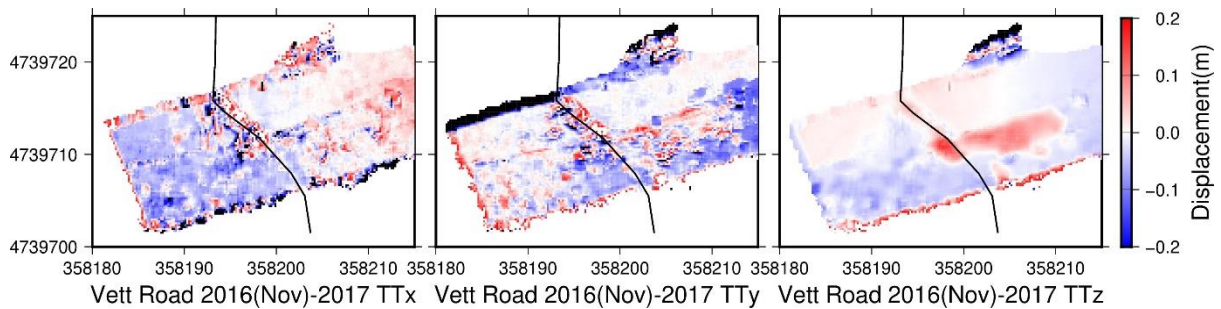 4739720
4739710
4739700
358180 358190 358200 358210 358180 358190 358200 358210 358180 358190 358200 358210
Vett Road 2016(Nov)-2017 TTx Vett Road 2016(Nov)-2017 TTy Vett Road 2016(Nov)-2017 TTz
0.2
0.1
0.0
-0.1
-0.2
Displacement(m)